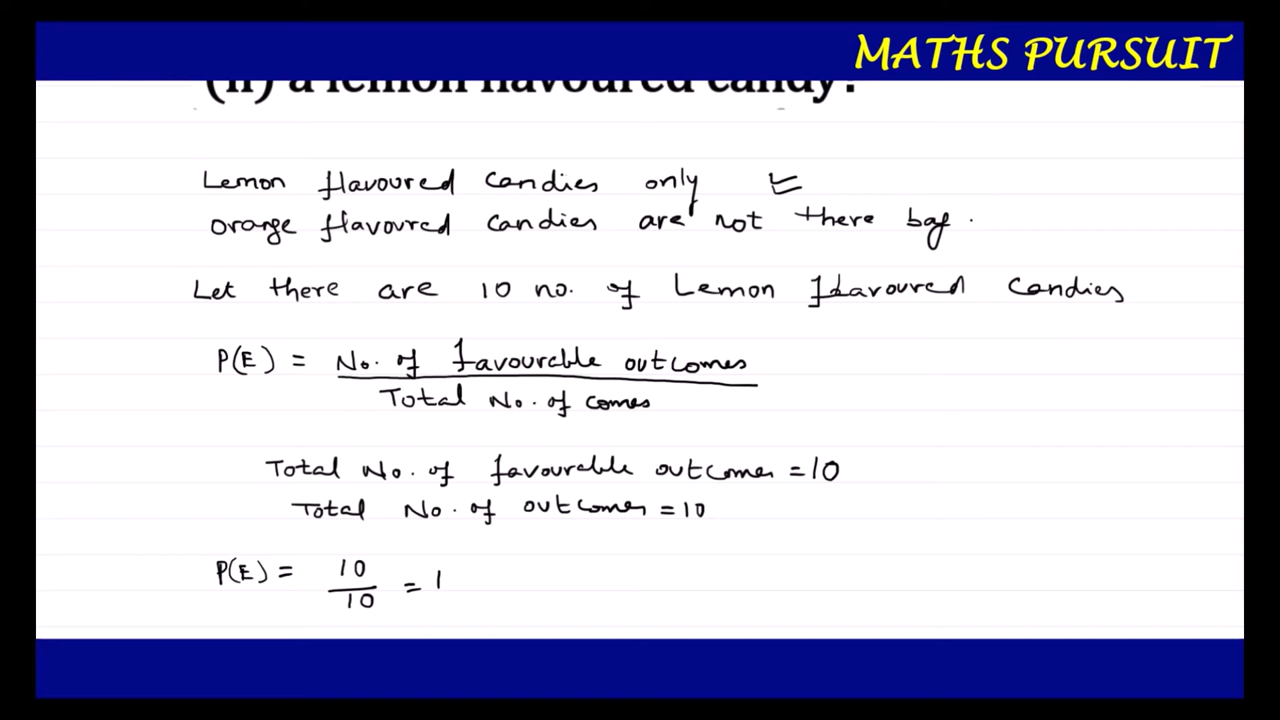 MATHS PURSUIT
(ii) a lemon flavoured candy?
Lemon flavoured candies only
orange flavoured candies are not there bag.
Let there are 10 no. of Lemon flavoured candies
P(E) = No. of favourable outcomes
Total No. of comes
Total No. of favourable outcomes = 10
Total No. of outcomes = 10
P(E) = 10
10 = 1